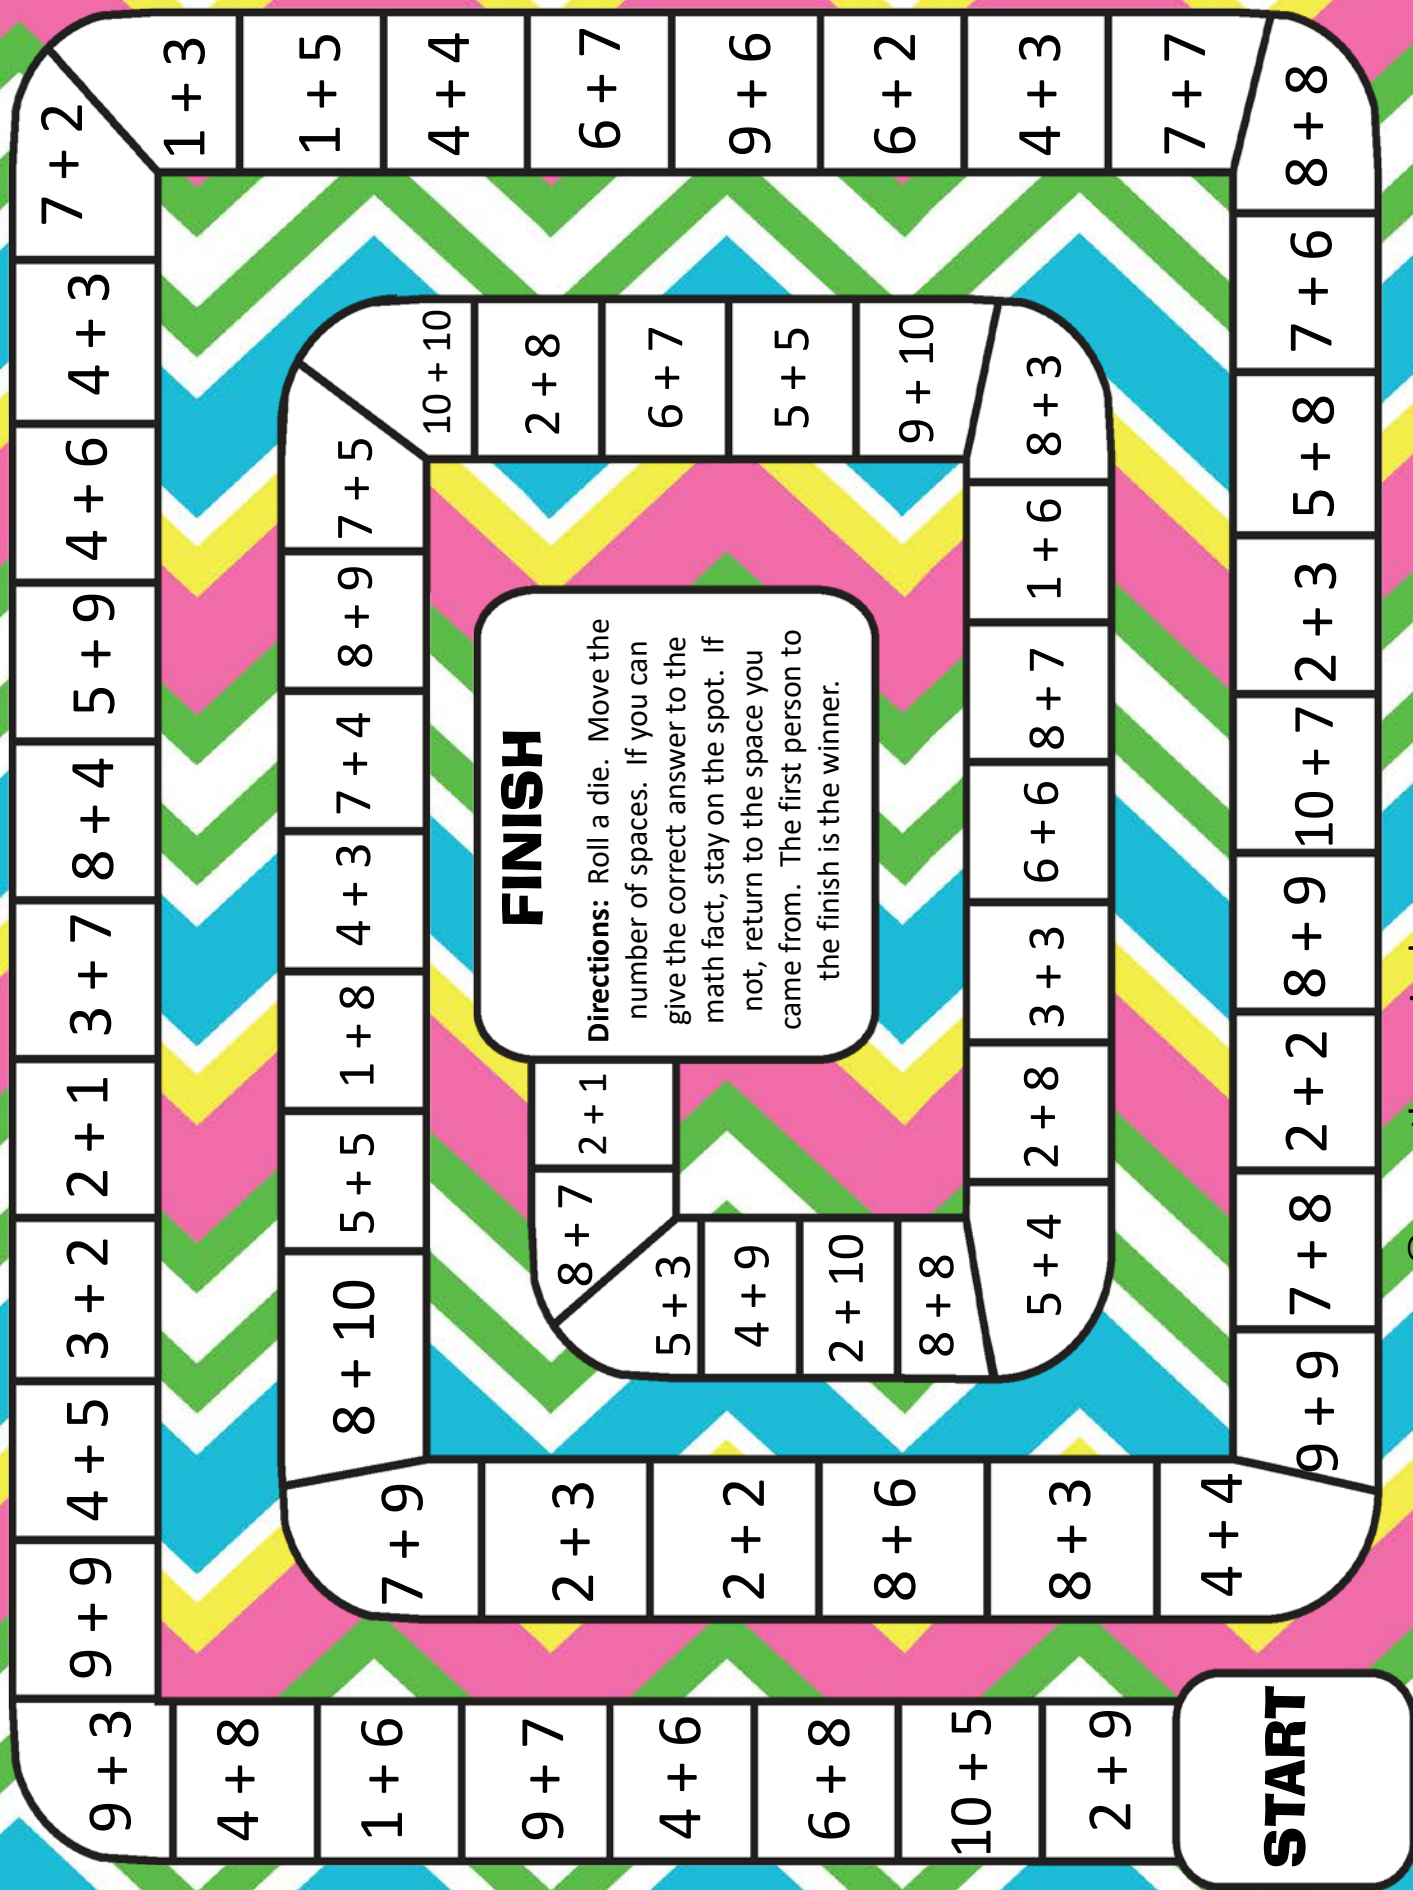 START
2 + 9
10 + 5
6 + 8
4 + 6
9 + 7
1 + 6
4 + 8
9 + 3
9 + 9
4 + 5
3 + 2
2 + 1
3 + 7
8 + 4
5 + 9
4 + 6
4 + 3
7 + 2
1 + 3
1 + 5
4 + 4
6 + 7
9 + 6
6 + 2
4 + 3
7 + 7
8 + 8
7 + 6
5 + 8
2 + 3
10 + 7
8 + 9
2 + 2
7 + 8
9 + 9
4 + 4
8 + 3
8 + 6
2 + 2
2 + 3
7 + 9
8 + 10
5 + 5
1 + 8
4 + 3
7 + 4
8 + 9
7 + 5
10 + 10
2 + 8
6 + 7
5 + 5
9 + 10
8 + 3
1 + 6
8 + 7
6 + 6
3 + 3
2 + 8
5 + 4
8 + 8
2 + 10
4 + 9
5 + 3
8 + 7
2 + 1
FINISH
Directions: Roll a die. Move the
number of spaces. If you can
give the correct answer to the
math fact, stay on the spot. If
not, return to the space you
came from. The first person to
the finish is the winner.